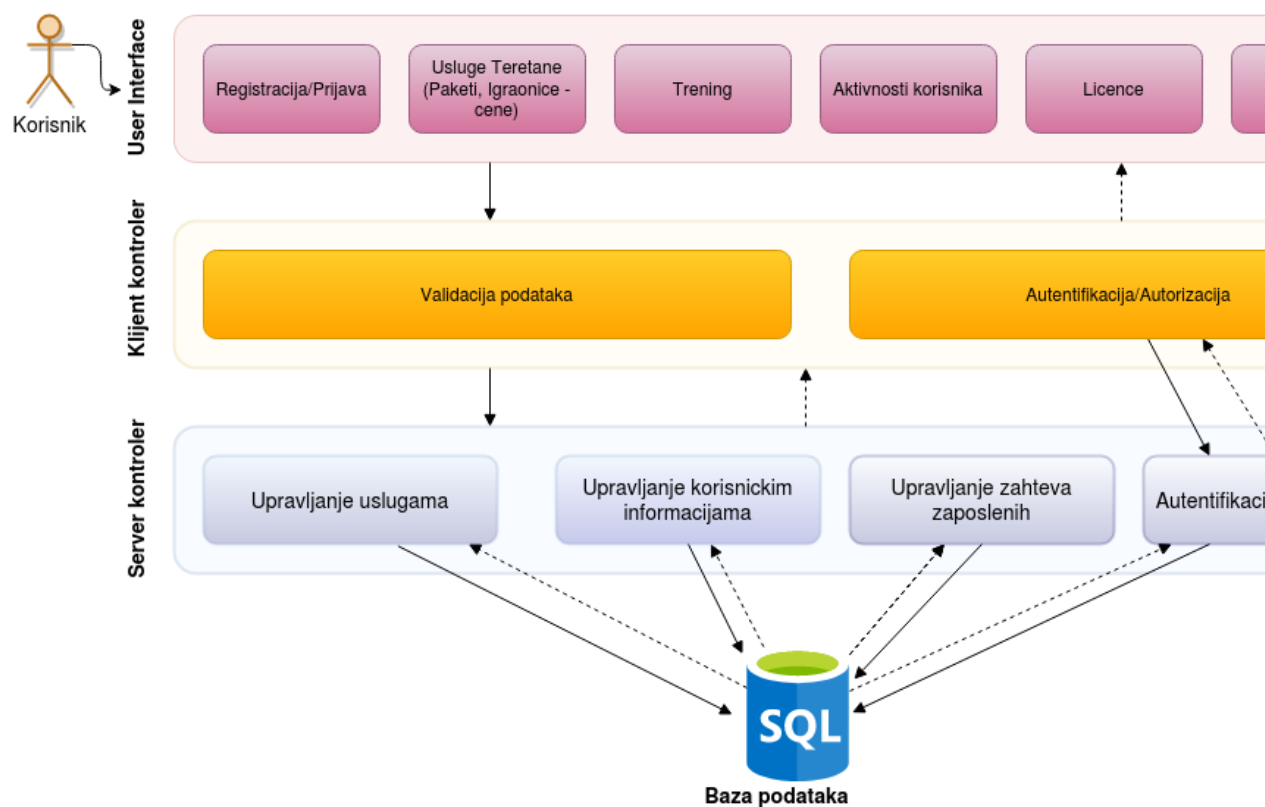 Korisnik
User Interface
Registracija/Prijava
Usluge Teretane
(Paketi, Igraonice -
cene)
Trening
Aktivnosti korisnika
Licence
Klijent kontroler
Validacija podataka
Autentifikacija/Autorizacija
Server kontroler
Upravljanje uslugama
Upravljanje korisnickim
informacijama
Upravljanje zahteva
zaposlenih
Autentifikaci
SQL
Baza podataka